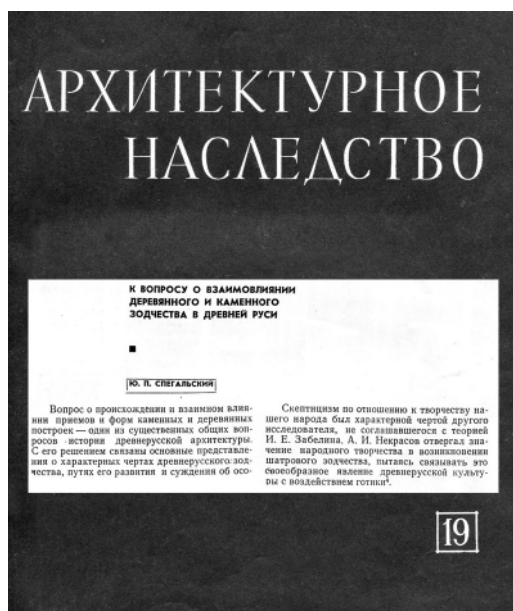 АРХИТЕКТУРНОЕ
НАСЛЕДСТВО
К ВОПРОСУ О ВЗАИМОВЛИЯНИИ
ДЕРЕВЯННОГО И КАМЕННОГО
ЗОДЧЕСТВА В ДРЕВНЕЙ РУСИ
Ю. П. СПЕГАЛЬСКИЙ
Вопрос о происхождении и взаимном влия-
нии приемов и форм каменных и деревянных
построек — один из существенных общих воп-
росов истории древнерусской архитектуры.
С его решением связаны основные представле-
ния о характерных чертах древнерусского зод-
чества, путях его развития и суждения об осо-
Скептицизм по отношению к творчеству на-
шего народа был характерной чертой другого
исследователя, не соглашавшегося с теорией
И. Е. Забелина, А. И. Некрасов отвергал зна-
чение народного творчества в возникновении
шатрового зодчества, пытаясь связывать это
своеобразное явление древнерусской культу-
ры с воздействием готики⁶.
19